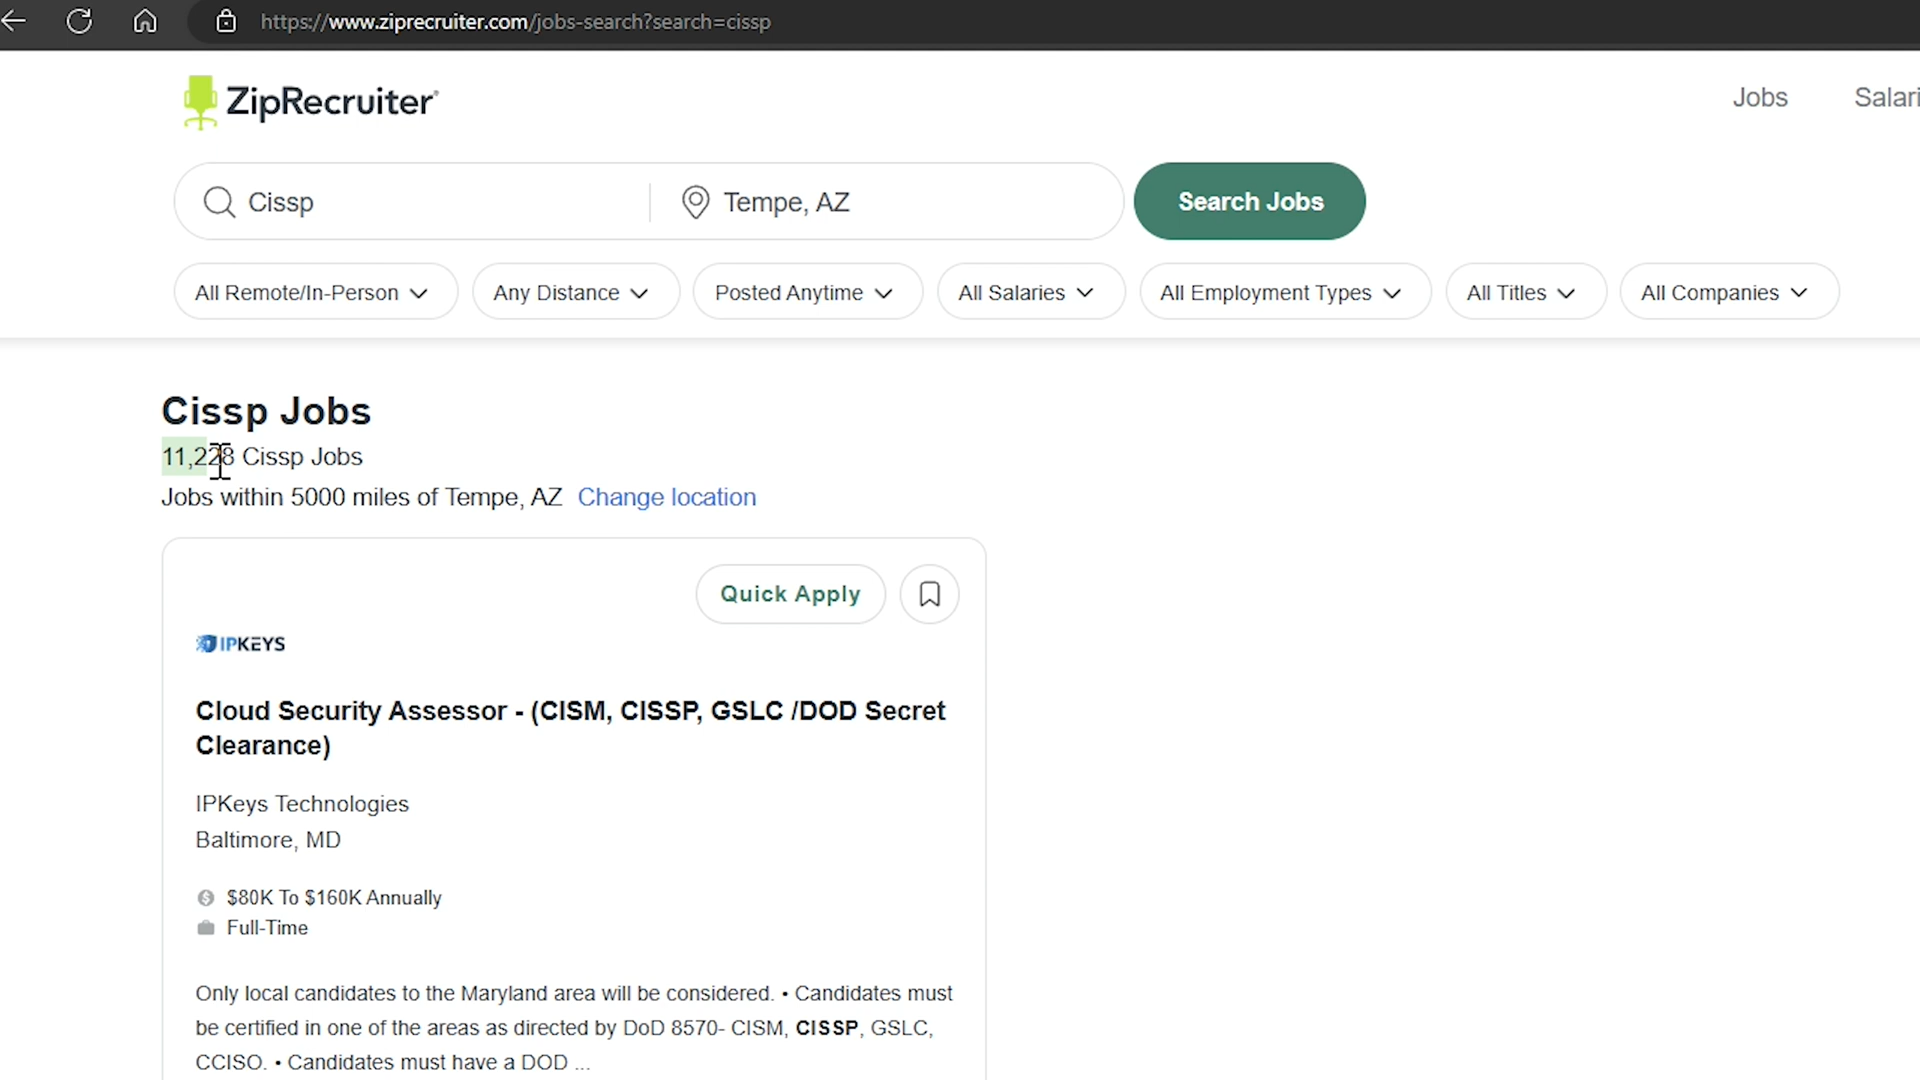 https://www.ziprecruiter.com/jobs-search?search=cissp
ZipRecruiter
Jobs
Salari
Cissp
Tempe, AZ
Search Jobs
All Remote/In-Person
Any Distance
Posted Anytime
All Salaries
All Employment Types
All Titles
All Companies
Cissp Jobs
11,228 Cissp Jobs
Jobs within 5000 miles of Tempe, AZ Change location
Quick Apply
IPKEYS
Cloud Security Assessor - (CISM, CISSP, GSLC /DOD Secret
Clearance)
IPKeys Technologies
Baltimore, MD
$80K To $160K Annually
Full-Time
Only local candidates to the Maryland area will be considered. • Candidates must
be certified in one of the areas as directed by DoD 8570- CISM, CISSP, GSLC,
CCISO. • Candidates must have a DOD ...